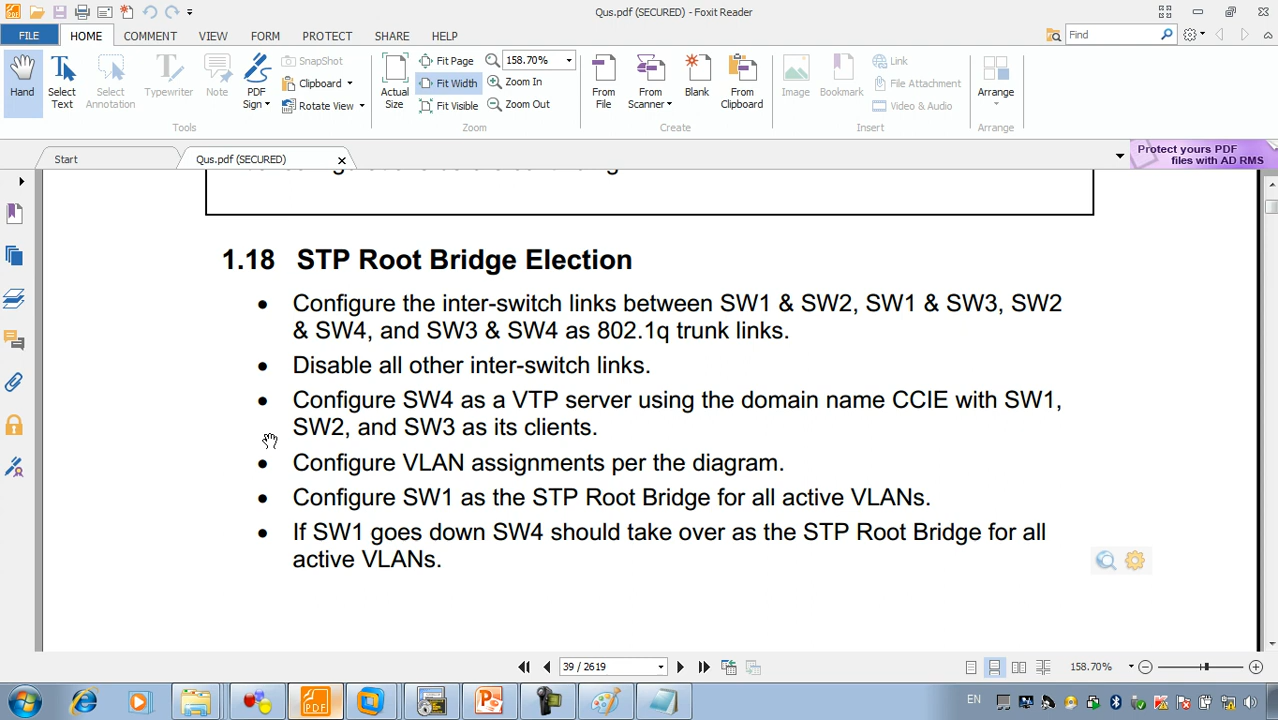 Qus.pdf (SECURED) - Foxit Reader
FILE HOME COMMENT VIEW FORM PROTECT SHARE HELP Find
Hand
Select Text
Select Annotation
Typewriter
Note
PDF Sign
SnapShot
Clipboard
Rotate View
Tools
Actual Size
Fit Page
Fit Width
Fit Visible
158.70%
Zoom In
Zoom Out
Zoom
From File
From Scanner
Blank
From Clipboard
Create
Image
Bookmark
Link
File Attachment
Video & Audio
Insert
Arrange
Arrange
Start Qus.pdf (SECURED)
Protect yours PDF
files with AD RMS
1.18 STP Root Bridge Election
• Configure the inter-switch links between SW1 & SW2, SW1 & SW3, SW2
& SW4, and SW3 & SW4 as 802.1q trunk links.
• Disable all other inter-switch links.
• Configure SW4 as a VTP server using the domain name CCIE with SW1,
SW2, and SW3 as its clients.
• Configure VLAN assignments per the diagram.
• Configure SW1 as the STP Root Bridge for all active VLANs.
• If SW1 goes down SW4 should take over as the STP Root Bridge for all
active VLANs.
39 / 2619 158.70%
PDF
EN